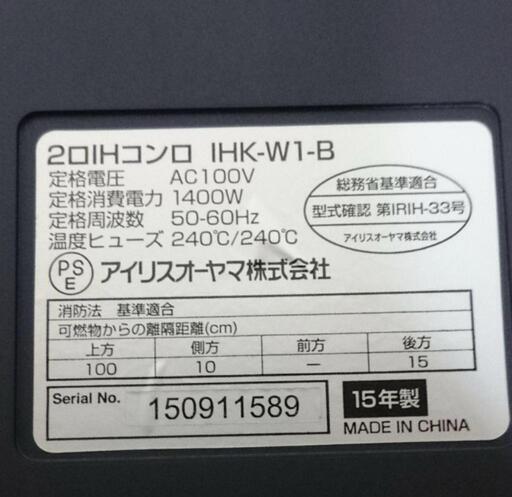 2口IHコンロ IHK-W1-B
定格電圧 AC100V
定格消費電力 1400W
定格周波数 50-60Hz
温度ヒューズ 240℃/240℃
総務省基準適合
型式確認 第IRIH-33号
アイリスオーヤマ株式会社
PSE アイリスオーヤマ株式会社
消防法 基準適合
可燃物からの離隔距離(cm)
上方 側方 前方 後方
100 10 ー 15
Serial No. 150911589
15年製
MADE IN CHINA